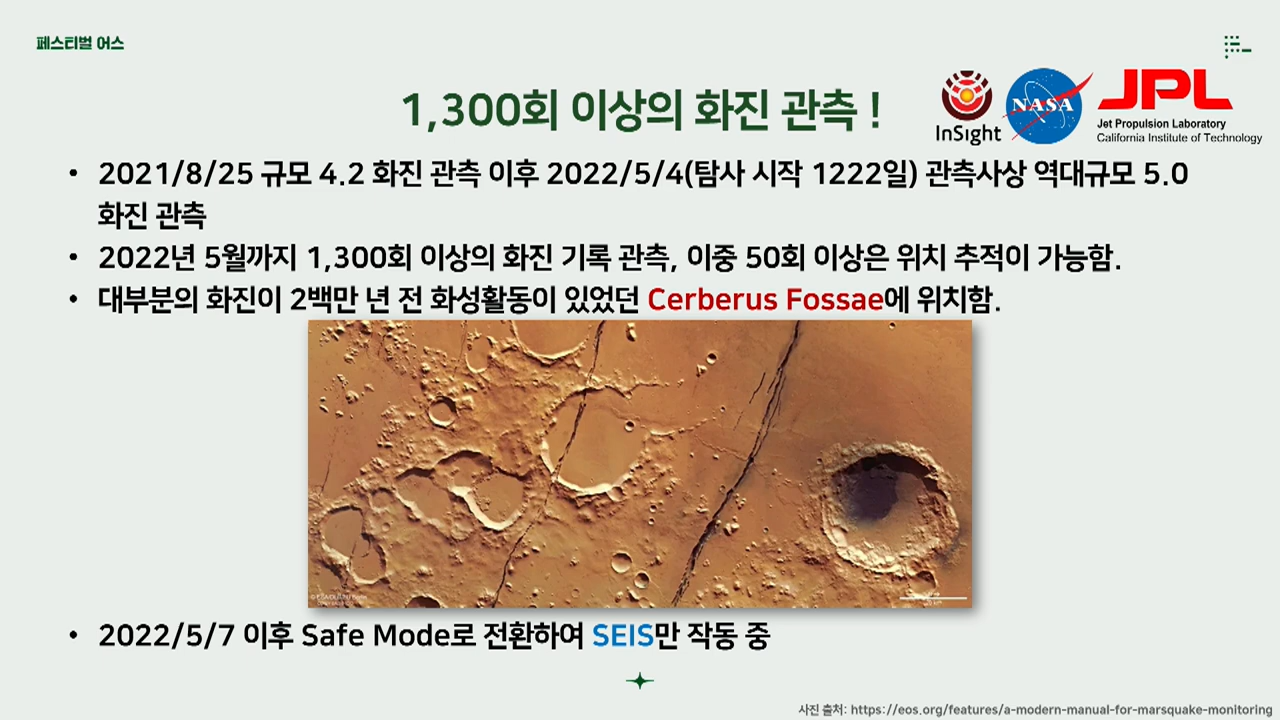 페스티벌 어스
1,300회 이상의 화진 관측 !
InSight
NASA
JPL
Jet Propulsion Laboratory
California Institute of Technology
• 2021/8/25 규모 4.2 화진 관측 이후 2022/5/4(탐사 시작 1222일) 관측사상 역대규모 5.0
화진 관측
• 2022년 5월까지 1,300회 이상의 화진 기록 관측, 이중 50회 이상은 위치 추적이 가능함.
• 대부분의 화진이 2백만 년 전 화성활동이 있었던 Cerberus Fossae에 위치함.
• 2022/5/7 이후 Safe Mode로 전환하여 SEIS만 작동 중
사진 출처: https://eos.org/features/a-modern-manual-for-marsquake-monitoring